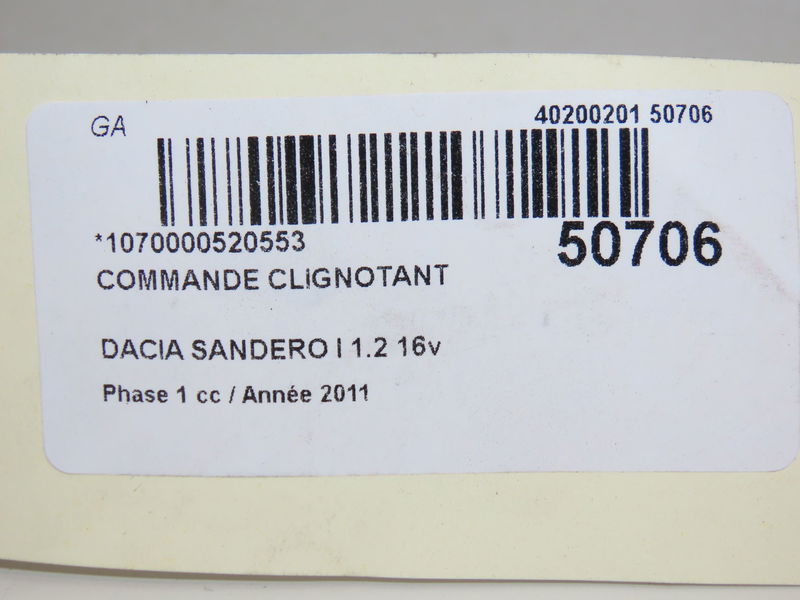 GA
40200201 50706
*1070000520553
50706
COMMANDE CLIGNOTANT
DACIA SANDERO I 1.2 16v
Phase 1 cc / Année 2011